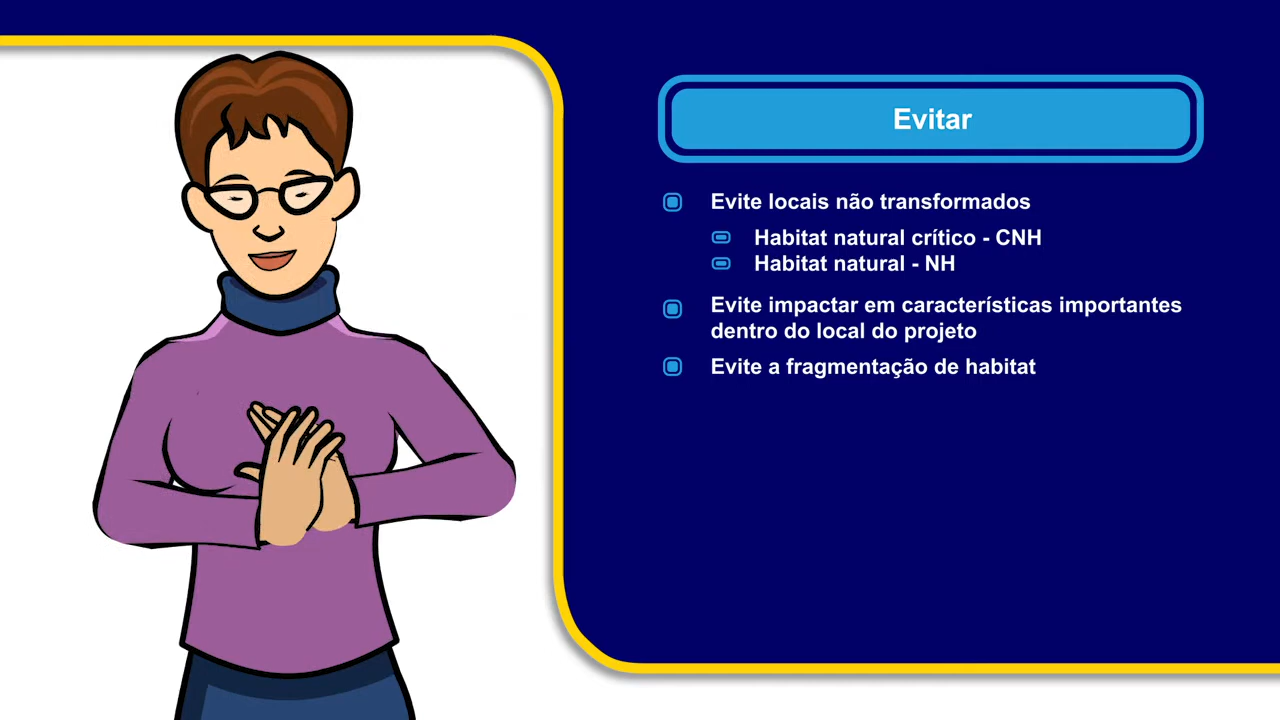 Evitar
Evite locais não transformados
Habitat natural crítico - CNH
Habitat natural - NH
Evite impactar em características importantes
dentro do local do projeto
Evite a fragmentação de habitat